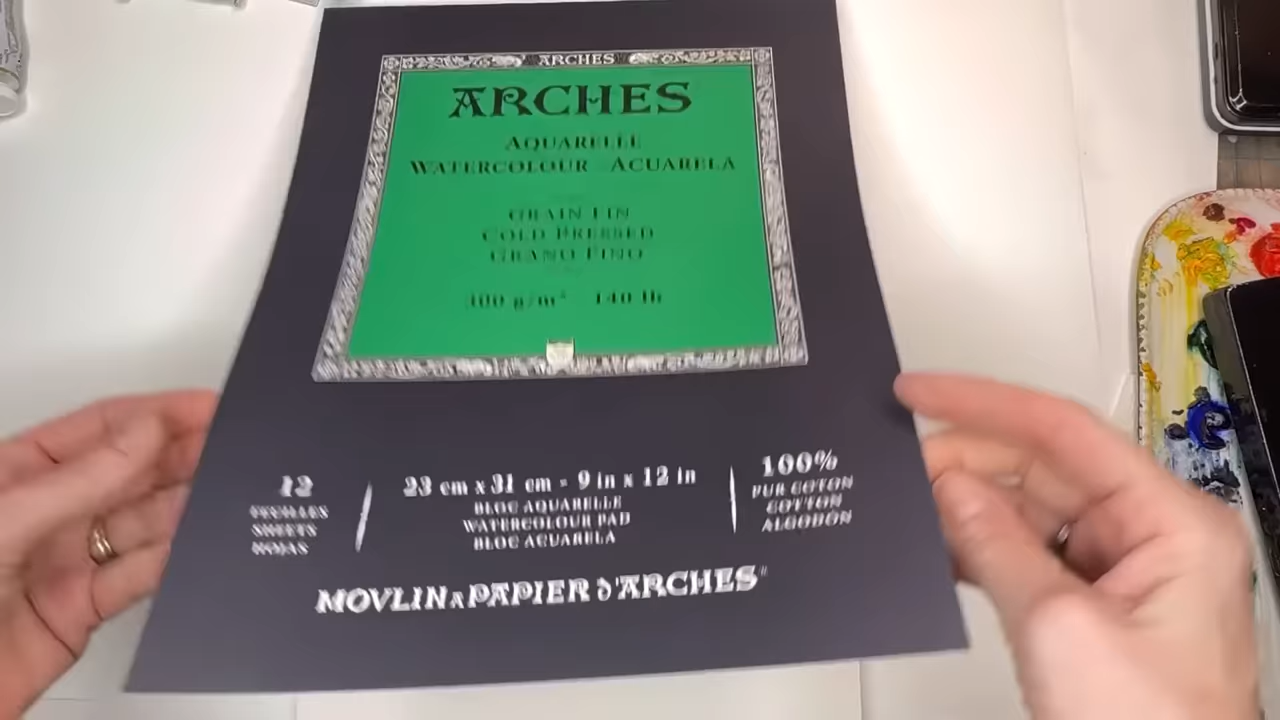 ARCHES
ARCHES
AQUARELLE
WATERCOLOUR ACUARELA
GRAIN FIN
COLD PRESSED
GRANO FINO
300 g/m² 140 lb
12
FEUILLES
SHEETS
HOJAS
23 cm x 31 cm - 9 in x 12 in
BLOC AQUARELLE
WATERCOLOUR PAD
BLOC ACUARELA
100%
PUR COTON
COTTON
ALGODÓN
MOVLIN A PAPIER D'ARCHES